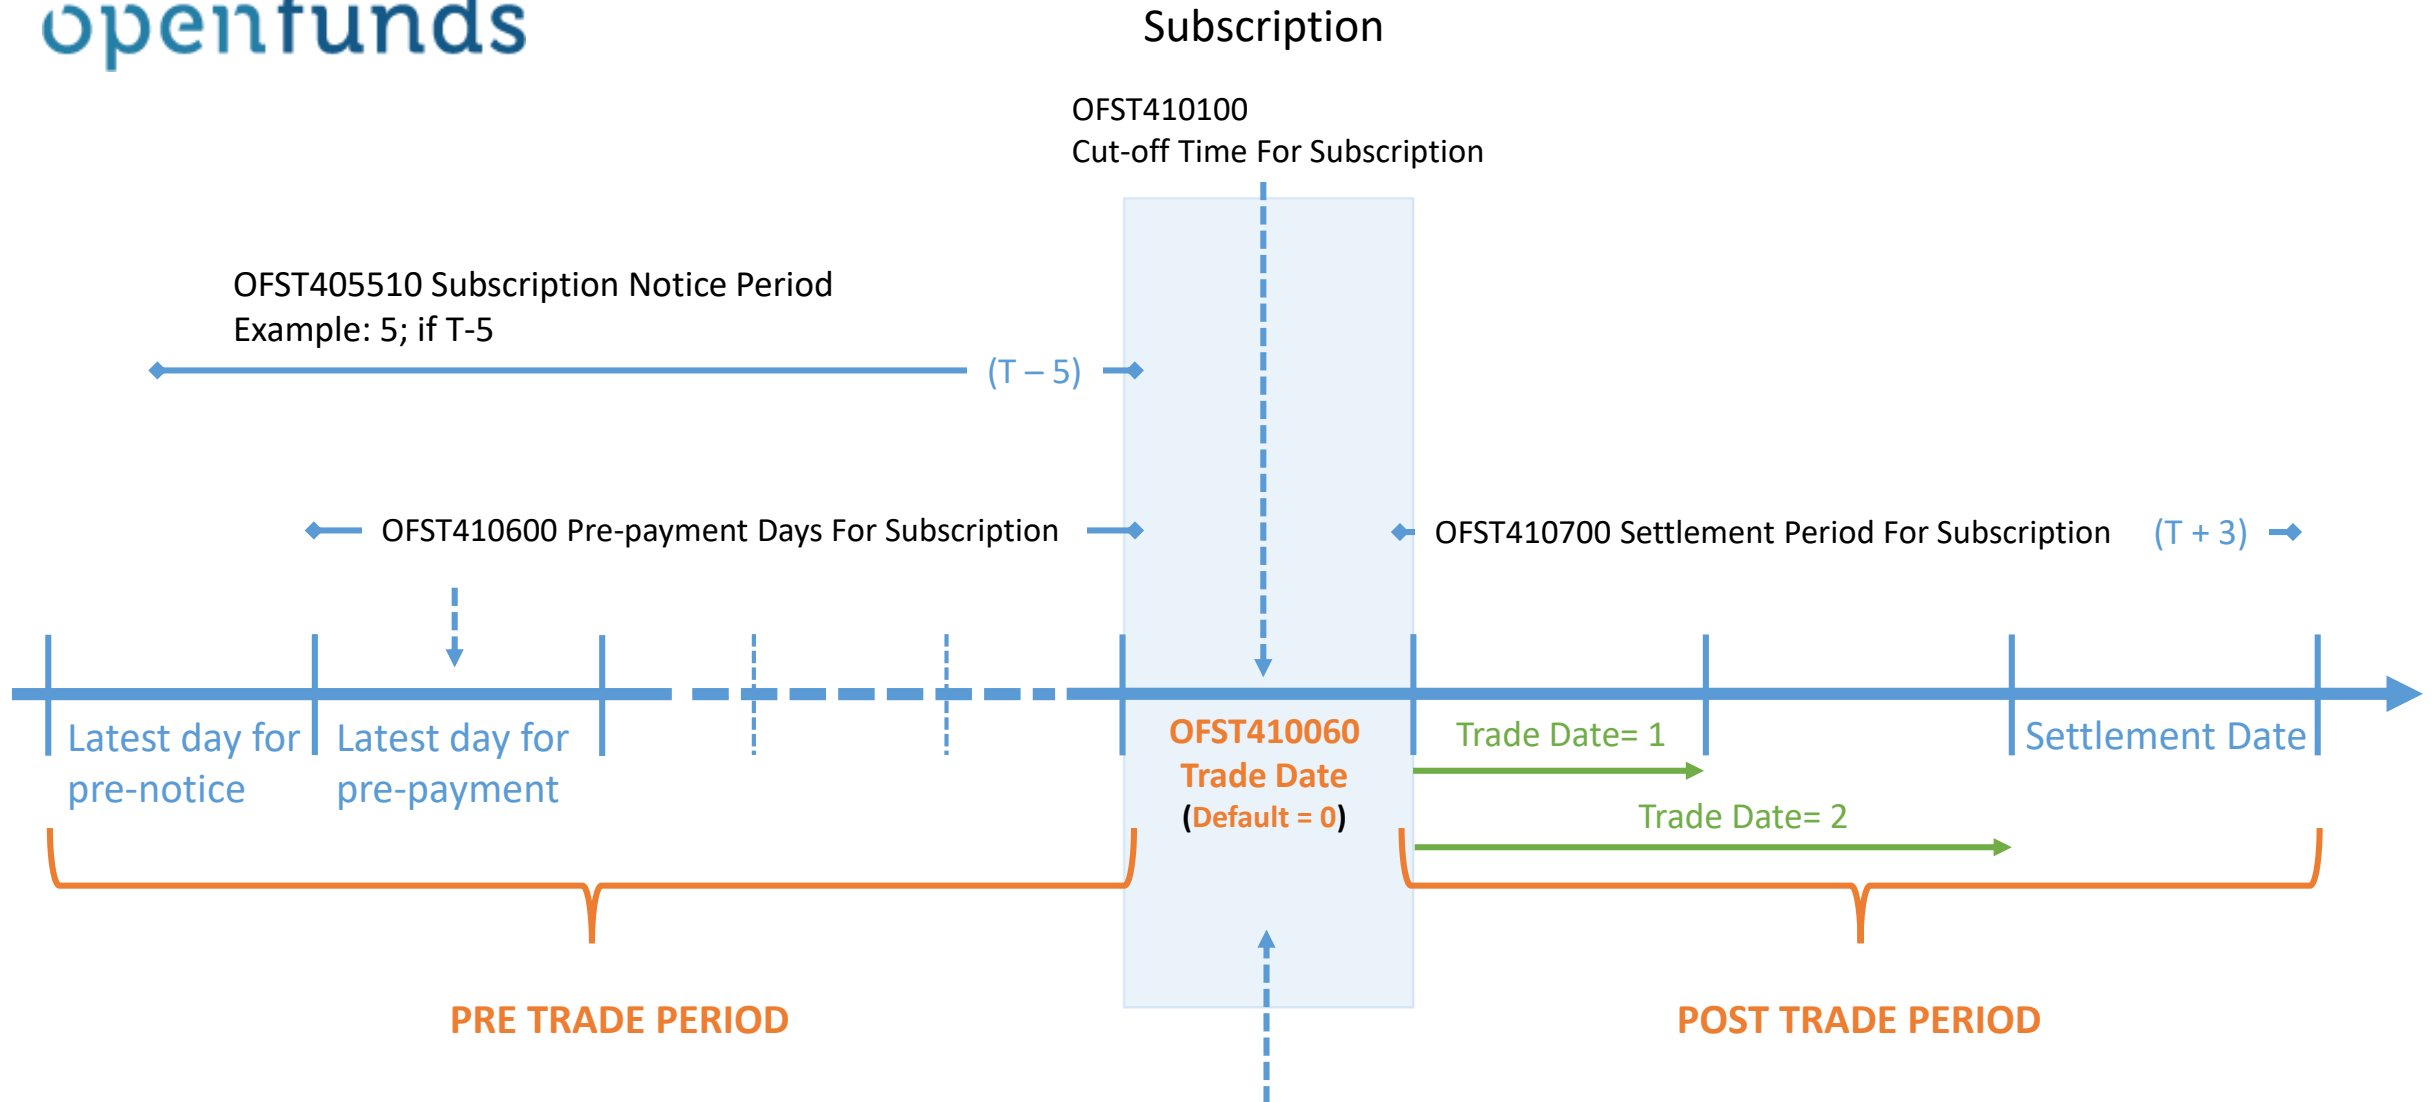 openfunds
Subscription
OFST410100
Cut-off Time For Subscription
OFST405510 Subscription Notice Period
Example: 5; if T-5
(T – 5)
OFST410600 Pre-payment Days For Subscription
OFST410700 Settlement Period For Subscription (T + 3)
Latest day for
pre-notice
Latest day for
pre-payment
OFST410060
Trade Date
(Default = 0)
Trade Date= 1
Trade Date= 2
Settlement Date
PRE TRADE PERIOD
POST TRADE PERIOD